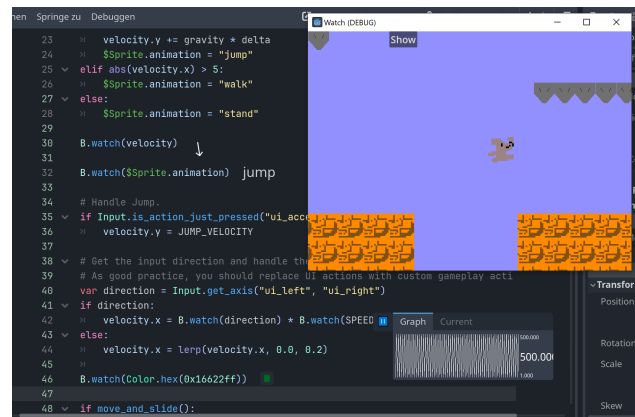 nen Springe zu Debuggen
Watch (DEBUG)
Show
23 velocity.y += gravity * delta
24 $Sprite.animation = "jump"
25 elif abs(velocity.x) > 5:
26 $Sprite.animation = "walk"
27 else:
28 $Sprite.animation = "stand"
29
30 B.watch(velocity)
31
32 B.watch($Sprite.animation) jump
33
34 # Handle Jump.
35 if Input.is_action_just_pressed("ui_acce
36 velocity.y = JUMP_VELOCITY
37
38 # Get the input direction and handle the
39 # As good practice, you should replace UI actions with custom gameplay acti
40 var direction = Input.get_axis("ui_left", "ui_right")
41 if direction:
42 velocity.x = B.watch(direction) * B.watch(SPEED
43 else:
44 velocity.x = lerp(velocity.x, 0.0, 0.2)
45
46 B.watch(Color.hex(0x16622ff))
47
48 if move_and_slide():
Graph Current
500.000
500.00
1.000
Transfor
Position
Rotation
Scale
Skew